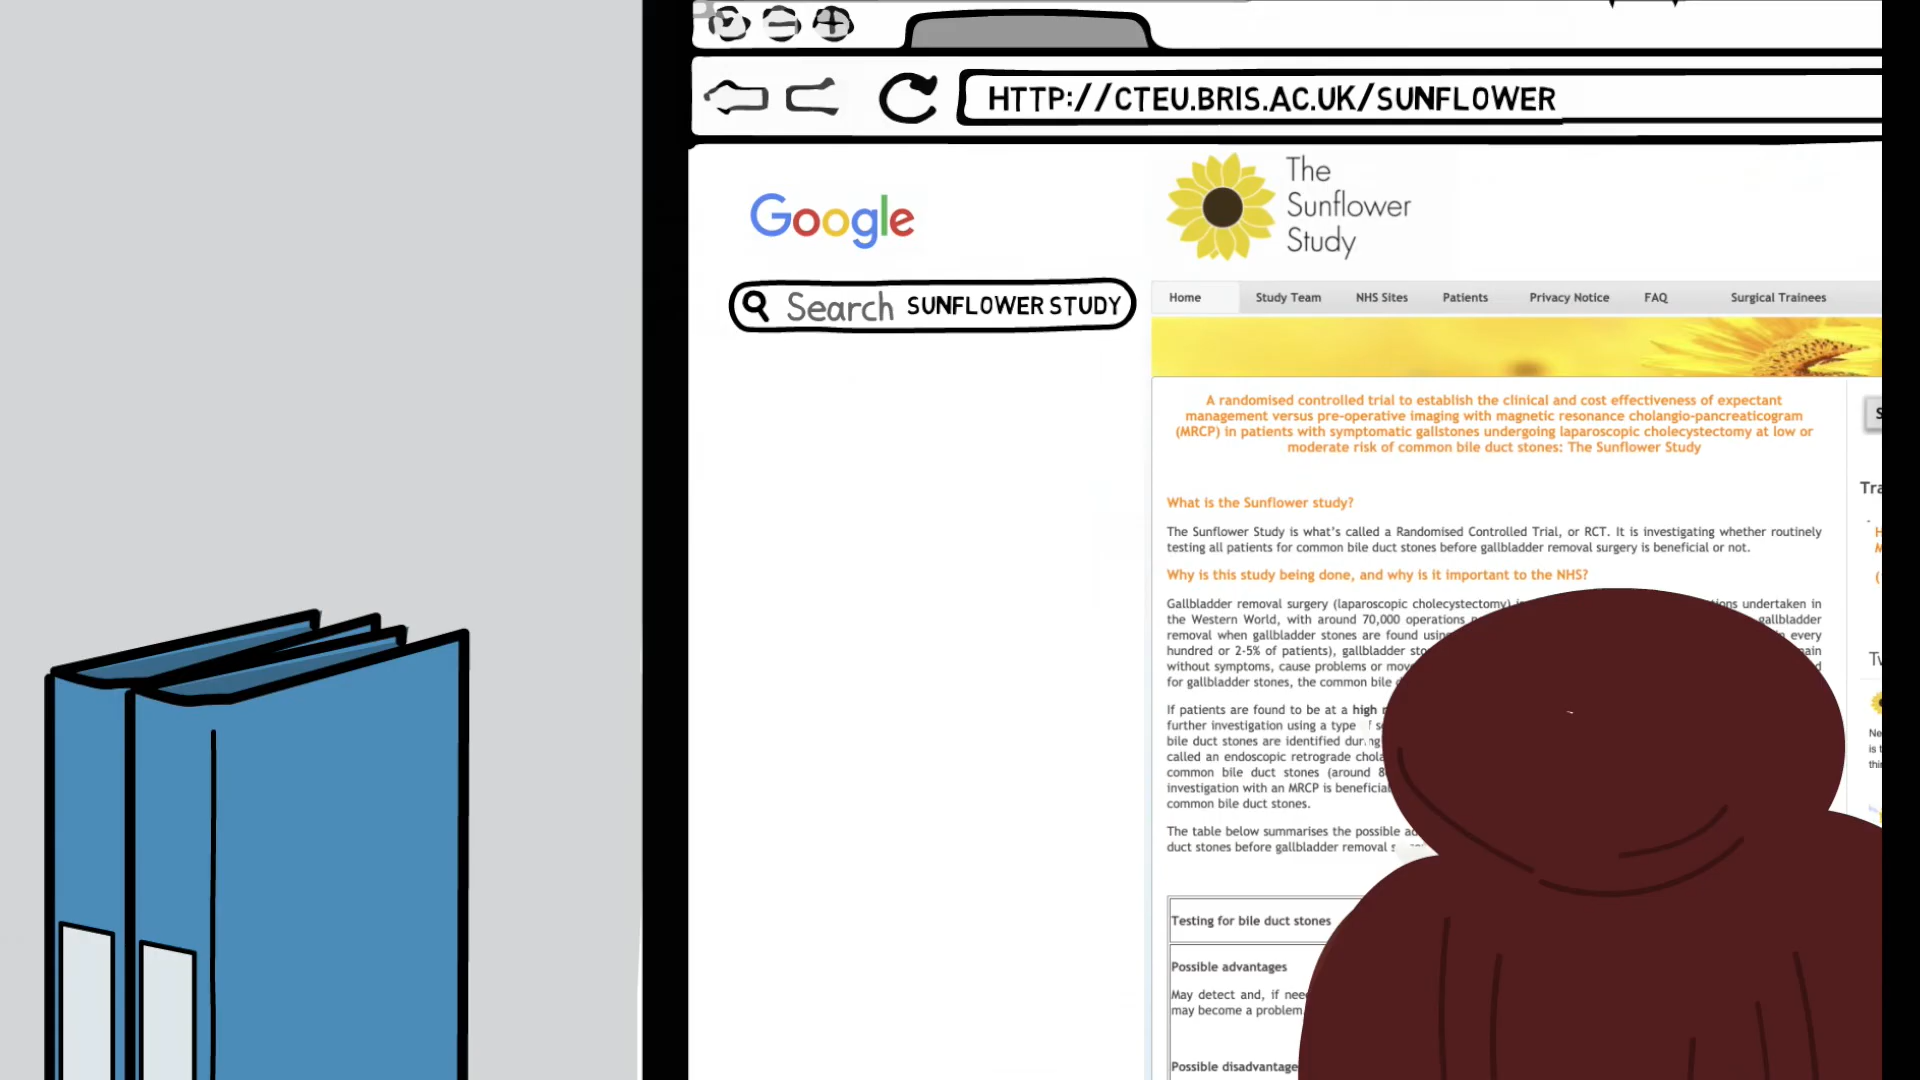 HTTP://CTEU.BRIS.AC.UK/SUNFLOWER
Google
Search SUNFLOWER STUDY
The
Sunflower
Study
Home Study Team NHS Sites Patients Privacy Notice FAQ Surgical Trainees
A randomised controlled trial to establish the clinical and cost effectiveness of expectant
management versus pre-operative imaging with magnetic resonance cholangio-pancreaticogram
(MRCP) in patients with symptomatic gallstones undergoing laparoscopic cholecystectomy at low or
moderate risk of common bile duct stones: The Sunflower Study
What is the Sunflower study?
The Sunflower Study is what's called a Randomised Controlled Trial, or RCT. It is investigating whether routinely
testing all patients for common bile duct stones before gallbladder removal surgery is beneficial or not.
Why is this study being done, and why is it important to the NHS?
Gallbladder removal surgery (laparoscopic cholecystectomy) undertaken in
the Western World, with around 70,000 operations gallbladder
removal when gallbladder stones are found every
hundred or 2-5% of patients), gallbladder
without symptoms, cause problems or
for gallbladder stones, the common bile
If patients are found to be at a high
further investigation using a type
bile duct stones are identified during
called an endoscopic retrograde
common bile duct stones (around
investigation with an MRCP is beneficial
common bile duct stones.
The table below summarises the possible
duct stones before gallbladder removal
Testing for bile duct stones
Possible advantages
May detect and, if
may become a problem
Possible